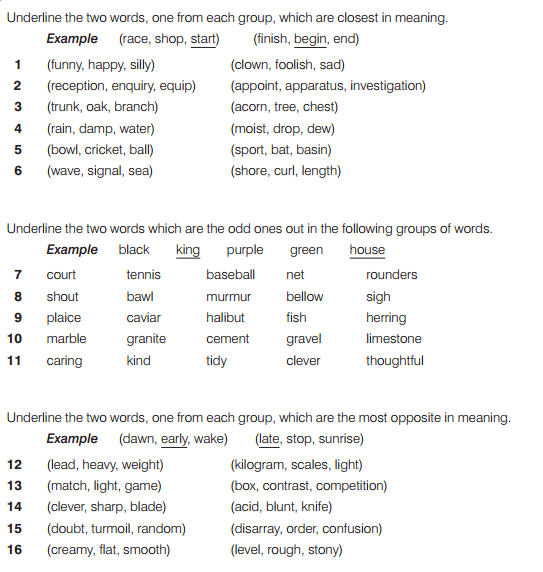 Underline the two words, one from each group, which are closest in meaning.
Example (race, shop, start) (finish, begin, end)
1 (funny, happy, silly) (clown, foolish, sad)
2 (reception, enquiry, equip) (appoint, apparatus, investigation)
3 (trunk, oak, branch) (acorn, tree, chest)
4 (rain, damp, water) (moist, drop, dew)
5 (bowl, cricket, ball) (sport, bat, basin)
6 (wave, signal, sea) (shore, curl, length)
Underline the two words which are the odd ones out in the following groups of words.
Example black king purple green house
7 court tennis baseball net rounders
8 shout bawl murmur bellow sigh
9 plaice caviar halibut fish herring
10 marble granite cement gravel limestone
11 caring kind tidy clever thoughtful
Underline the two words, one from each group, which are the most opposite in meaning.
Example (dawn, early, wake) (late, stop, sunrise)
12 (lead, heavy, weight) (kilogram, scales, light)
13 (match, light, game) (box, contrast, competition)
14 (clever, sharp, blade) (acid, blunt, knife)
15 (doubt, turmoil, random) (disarray, order, confusion)
16 (creamy, flat, smooth) (level, rough, stony)